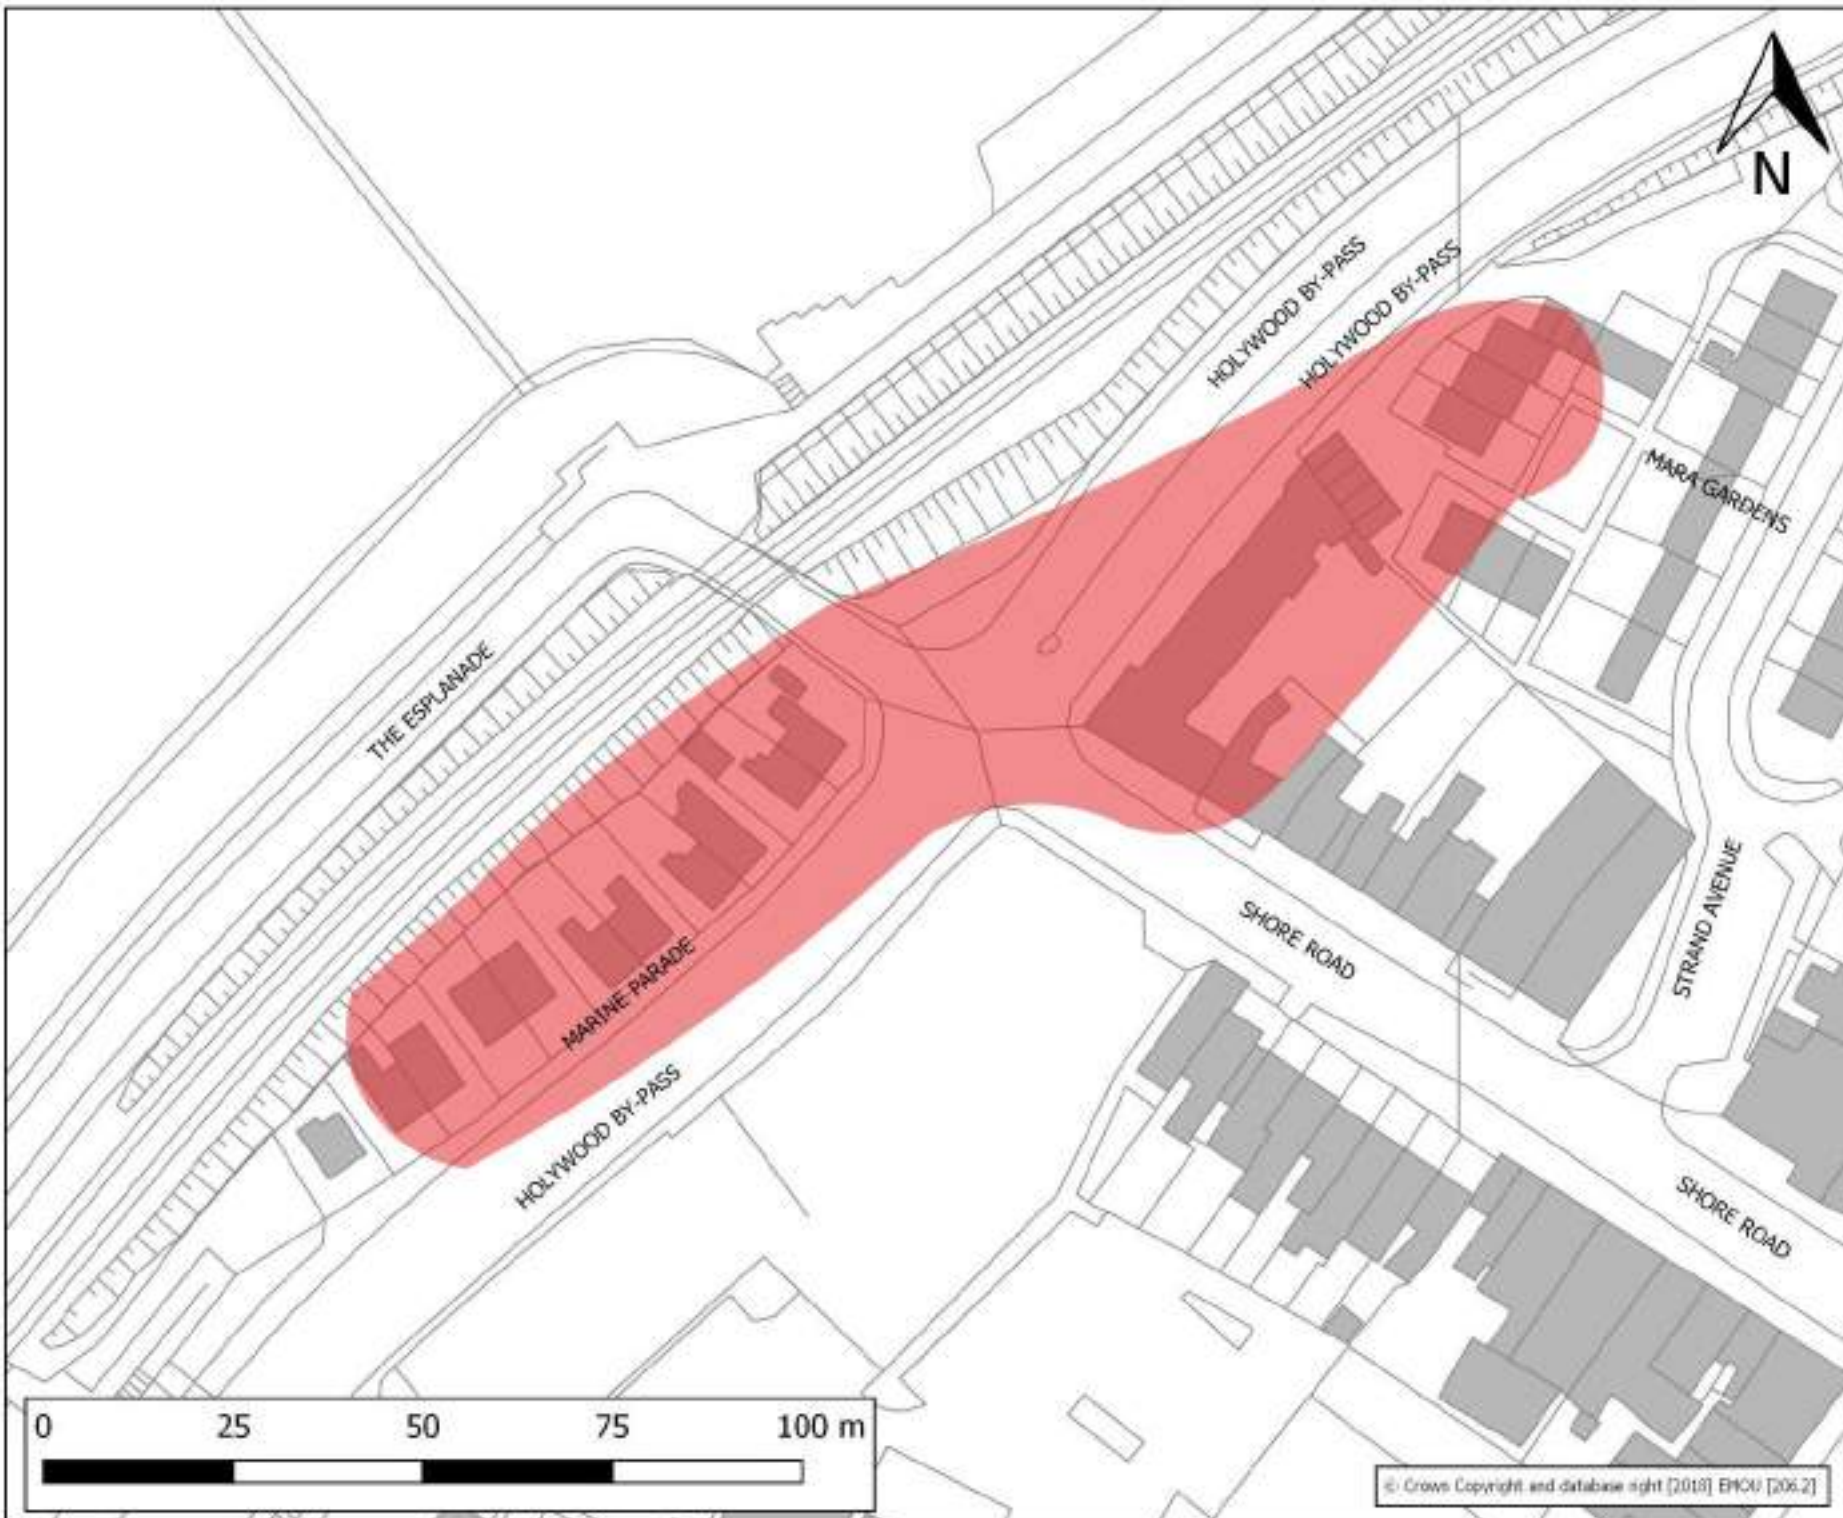 N
HOLYWOOD BY-PASS
HOLYWOOD BY-PASS
MARA GARDENS
THE ESPLANADE
STRAND AVENUE
SHORE ROAD
MARINE PARADE
HOLYWOOD BY-PASS
SHORE ROAD
0 25 50 75 100 m
© Crown Copyright and database right [2018] EMOU [206.2]